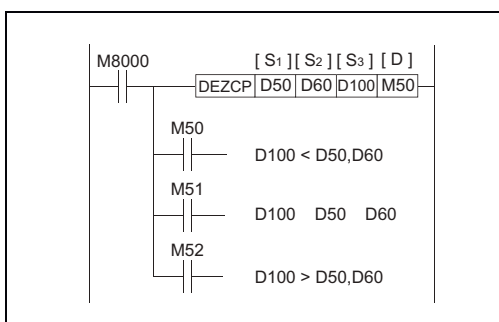 M8000 [ S1 ] [ S2 ] [ S3 ] [ D ]
DEZCP D50 D60 D100 M50
M50
D100 < D50,D60
M51
D100 D50 D60
M52
D100 > D50,D60